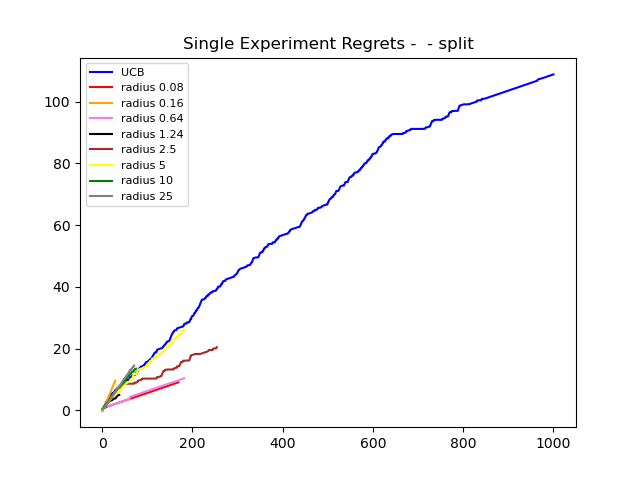 Single Experiment Regrets -  - split
UCB
radius 0.08
radius 0.16
radius 0.64
radius 1.24
radius 2.5
radius 5
radius 10
radius 25
100
80
60
40
20
0
0 200 400 600 800 1000